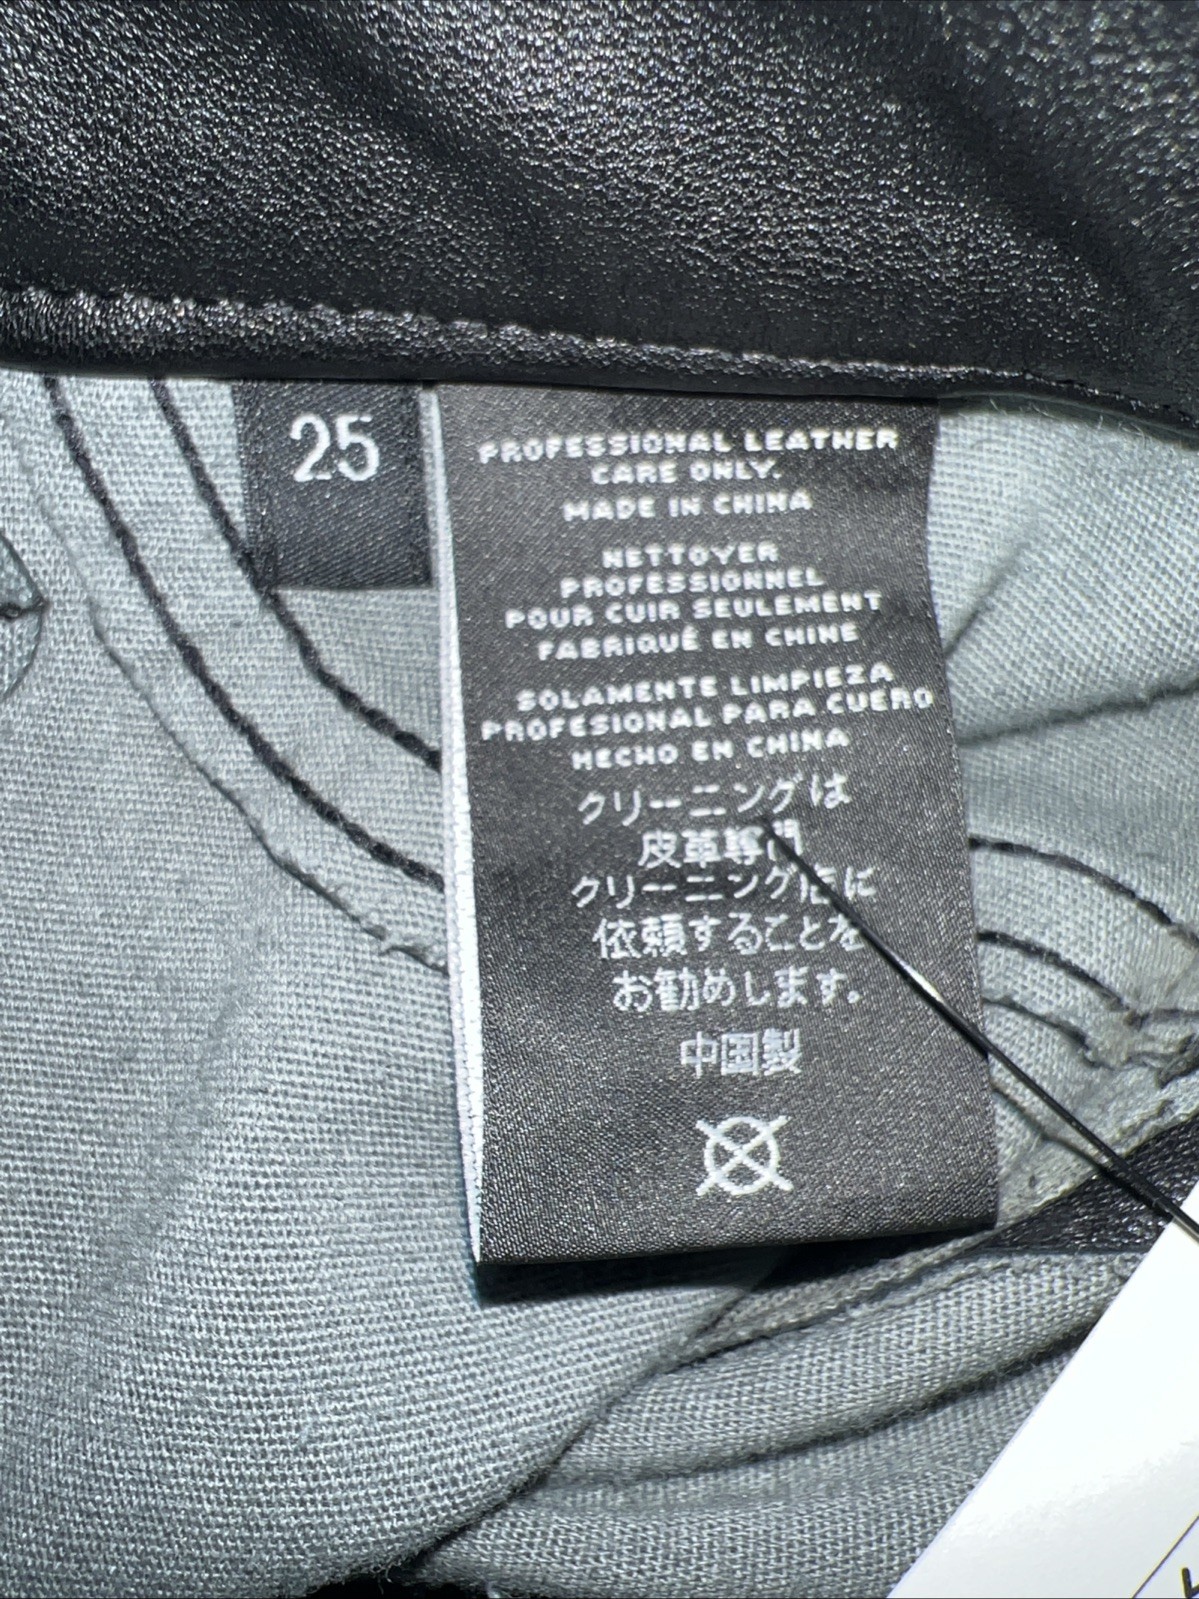 25
PROFESSIONAL LEATHER
CARE ONLY.
MADE IN CHINA
NETTOYER
PROFESSIONNEL
POUR CUIR SEULEMENT
FABRIQUÉ EN CHINE
SOLAMENTE LIMPIEZA
PROFESIONAL PARA CUERO
HECHO EN CHINA
クリーニングは
皮革専門
クリーニング店に
依頼することを
お勧めします。
中国製